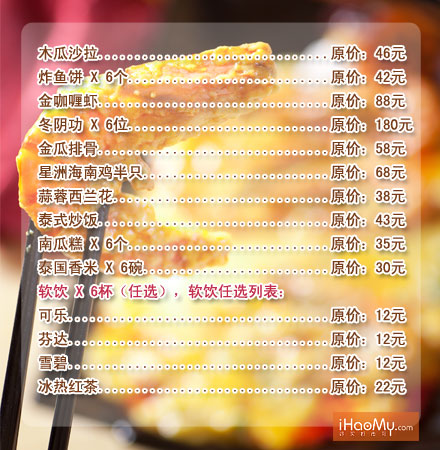 木瓜沙拉..............................原价：46元
炸鱼饼 X 6个..........................原价：42元
金咖喱虾..............................原价：88元
冬阴功 X 6位..........................原价：180元
金瓜排骨..............................原价：58元
星洲海南鸡半只........................原价：68元
蒜蓉西兰花............................原价：38元
泰式炒饭..............................原价：43元
南瓜糕 X 6个..........................原价：35元
泰国香米 X 6碗........................原价：30元
软饮 X 6杯（任选），软饮任选列表：
可乐..................................原价：12元
芬达..................................原价：12元
雪碧..................................原价：12元
冰热红茶..............................原价：22元
iHaoMy.com